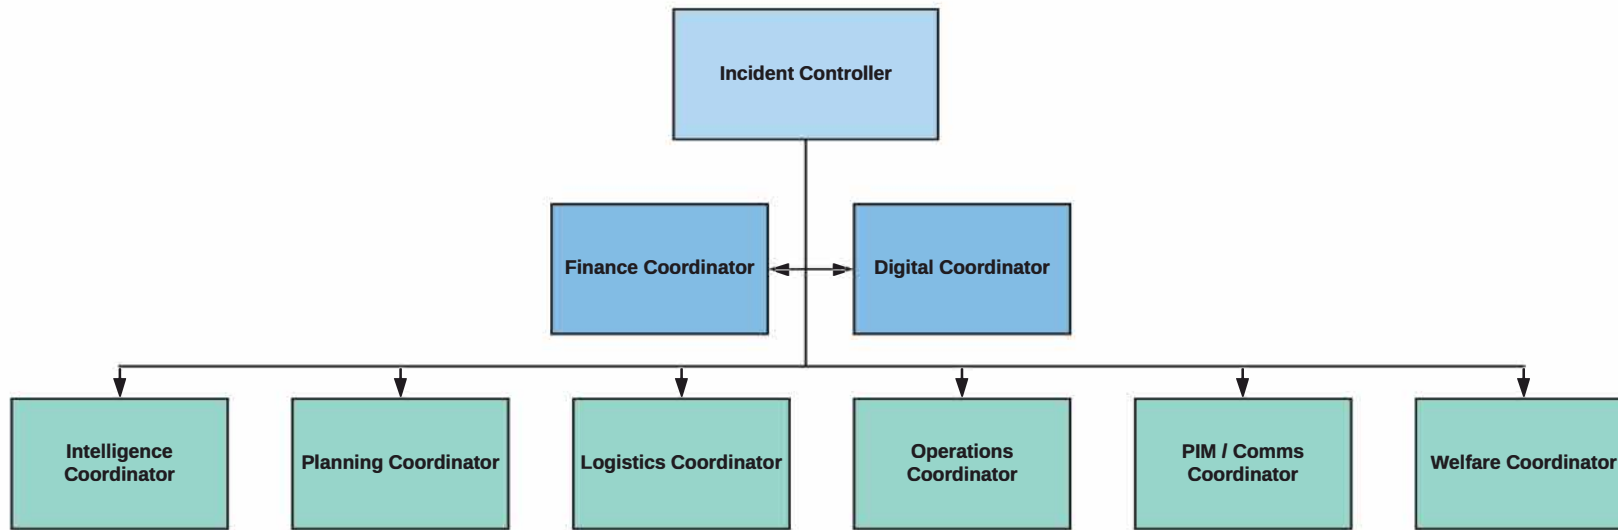 Incident Controller
Finance Coordinator
Digital Coordinator
Intelligence
Coordinator
Planning Coordinator
Logistics Coordinator
Operations
Coordinator
PIM / Comms
Coordinator
Welfare Coordinator